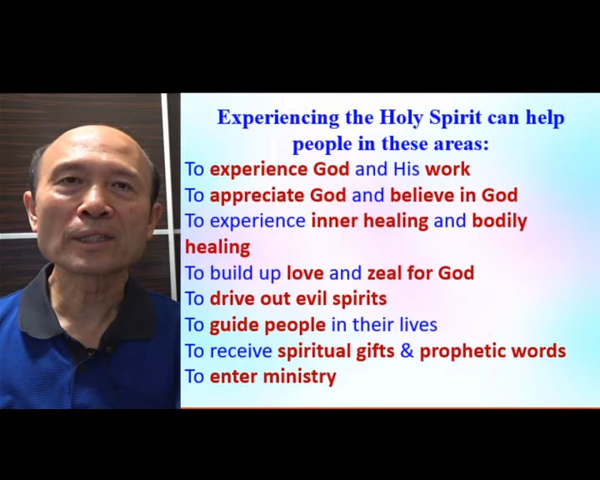 Experiencing the Holy Spirit can help
people in these areas:
To experience God and His work
To appreciate God and believe in God
To experience inner healing and bodily
healing
To build up love and zeal for God
To drive out evil spirits
To guide people in their lives
To receive spiritual gifts & prophetic words
To enter ministry